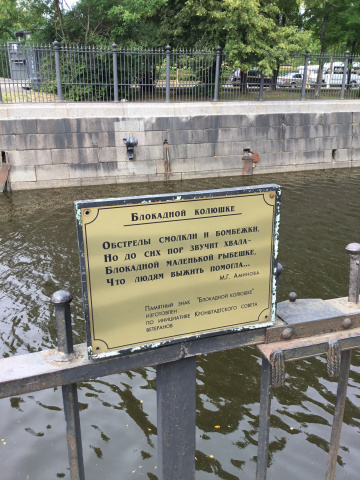 Блокадной колюшке
Обстрелы смолкли и бомбежки,
Но до сих пор звучит хвала-
Блокадной маленькой рыбешке,
Что людям выжить помогла...
М.Г. Аминова
Памятный знак "Блокадной колюшке"
изготовлен
по инициативе Кронштадтского совета
ветеранов